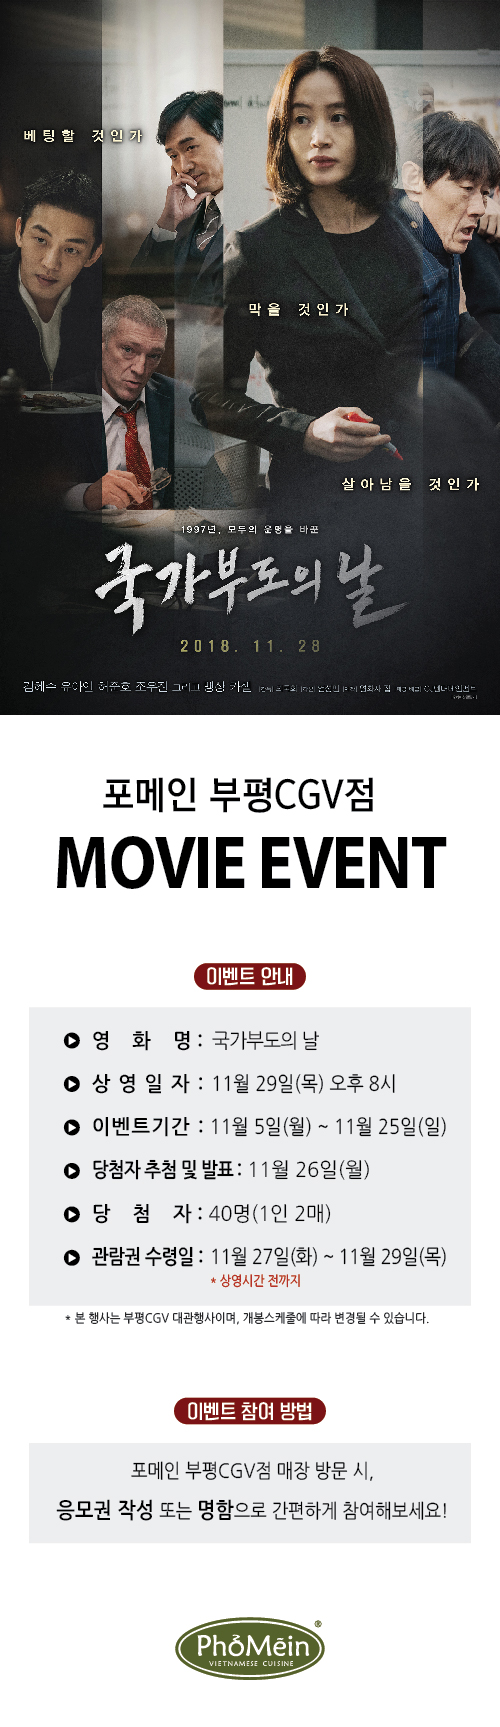 베팅할 것인가
막을 것인가
살아남을 것인가
1997년, 모두의 운명을 바꾼
국가부도의 날
2018. 11. 28
김혜수 유아인 허준호 조우진 그리고 뱅상 카셀
포메인 부평CGV점
MOVIE EVENT
이벤트 안내
영 화 명 : 국가부도의 날
상 영 일 자 : 11월 29일(목) 오후 8시
이벤트기간 : 11월 5일(월) ~ 11월 25일(일)
당첨자 추첨 및 발표 : 11월 26일(월)
당 첨 자 : 40명(1인 2매)
관람권 수령일 : 11월 27일(화) ~ 11월 29일(목)
* 상영시간 전까지
* 본 행사는 부평CGV 대관행사이며, 개봉스케줄에 따라 변경될 수 있습니다.
이벤트 참여 방법
포메인 부평CGV점 매장 방문 시,
응모권 작성 또는 명함으로 간편하게 참여해보세요!
PhỏMēin ®
VIETNAMESE CUISINE